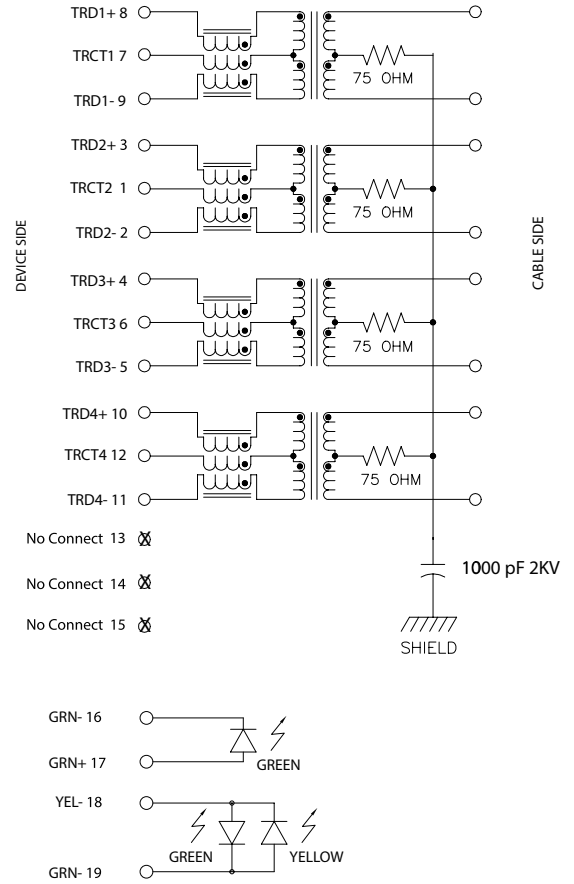 TRD1+ 8
TRCT1 7
75 OHM
TRD1- 9
TRD2+ 3
TRCT2 1
75 OHM
TRD2- 2
DEVICE SIDE
CABLE SIDE
TRD3+ 4
TRCT3 6
75 OHM
TRD3- 5
TRD4+ 10
TRCT4 12
75 OHM
TRD4- 11
No Connect 13
1000 pF 2KV
No Connect 14
No Connect 15
SHIELD
GRN- 16
GRN+ 17
GREEN
YEL- 18
GREEN
YELLOW
GRN- 19